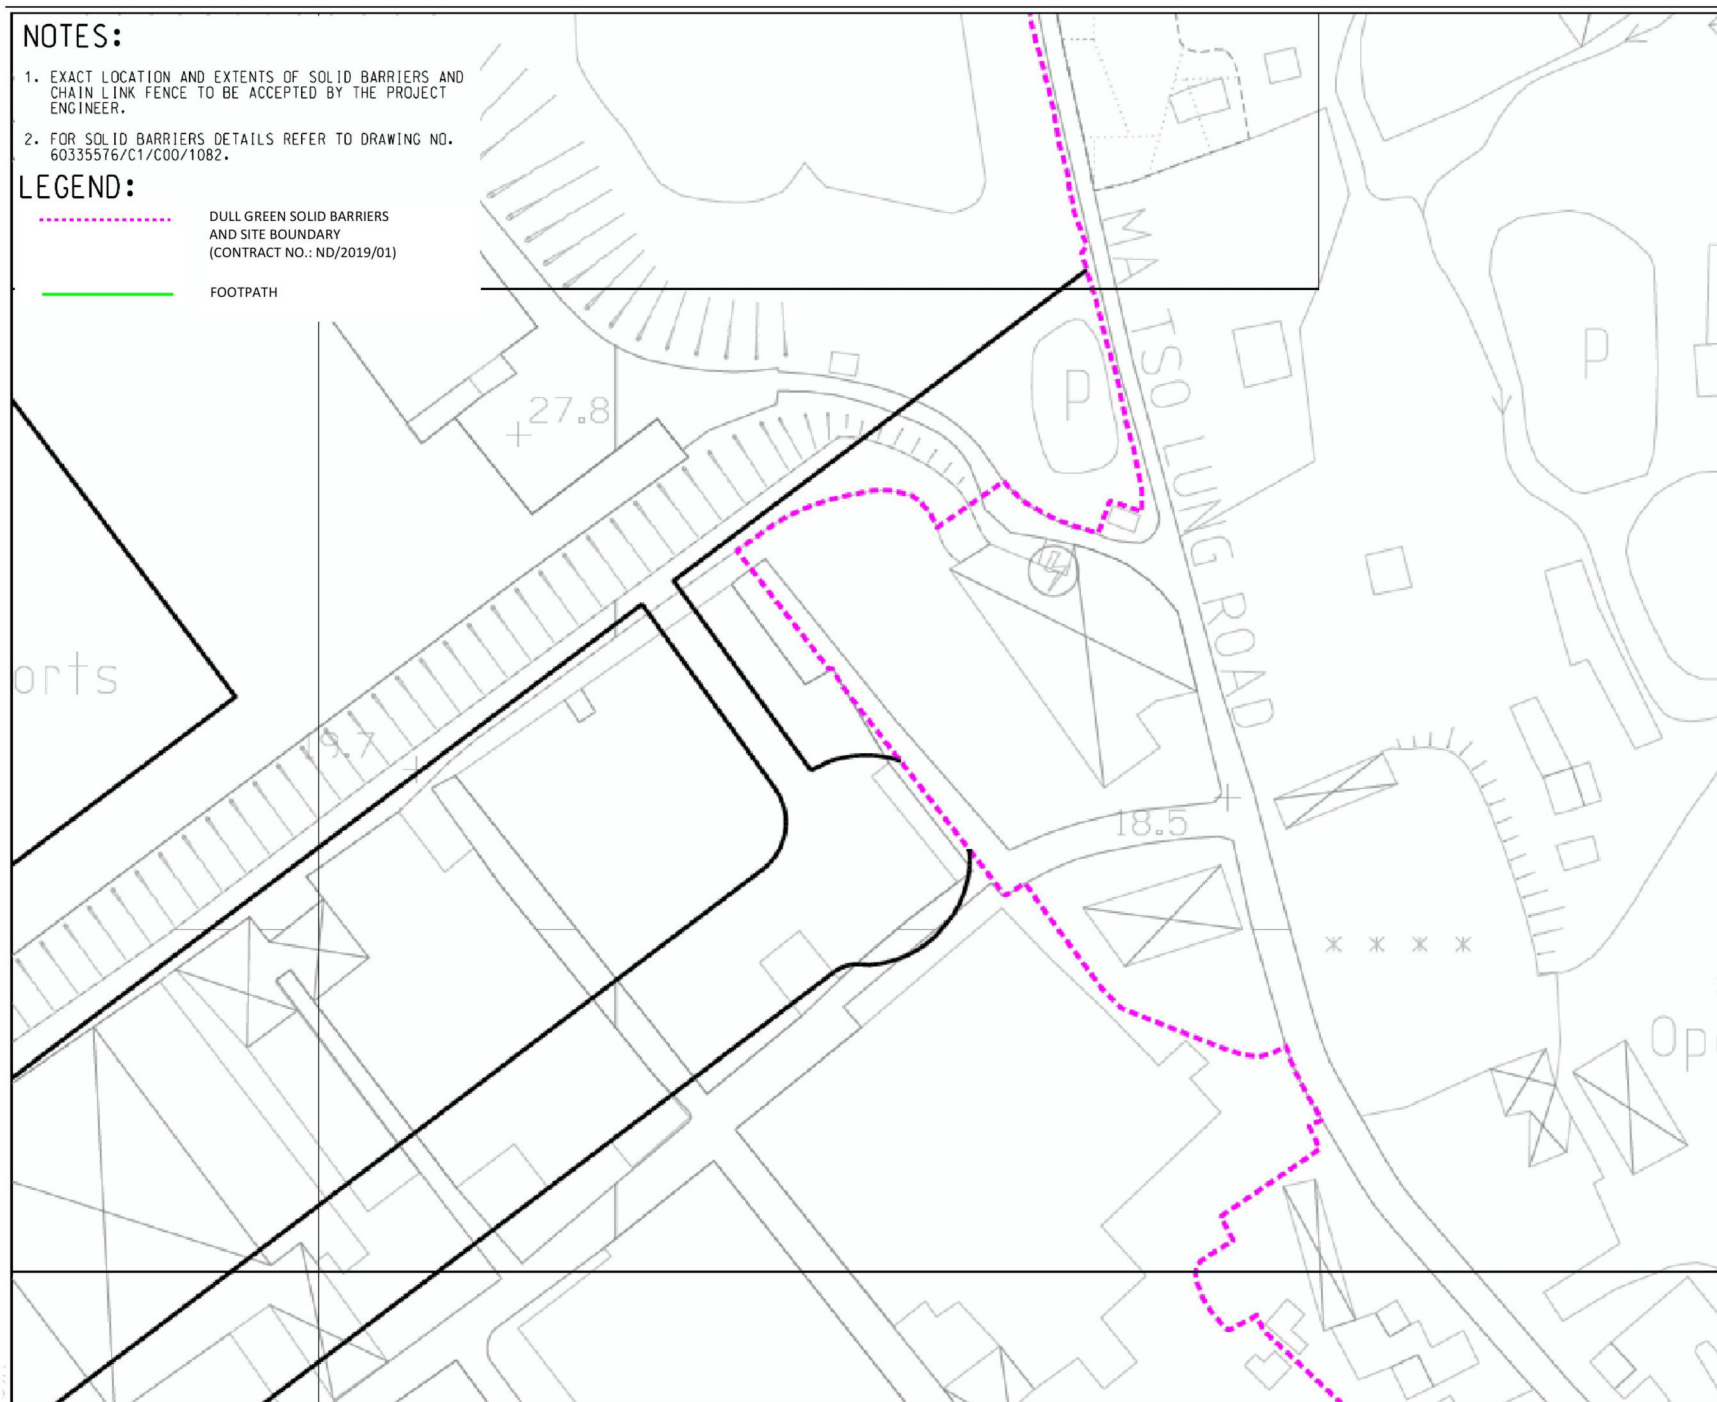 NOTES:
1. EXACT LOCATION AND EXTENTS OF SOLID BARRIERS AND
CHAIN LINK FENCE TO BE ACCEPTED BY THE PROJECT
ENGINEER.
2. FOR SOLID BARRIERS DETAILS REFER TO DRAWING NO.
60335576/C1/C00/1082.
LEGEND:
DULL GREEN SOLID BARRIERS
AND SITE BOUNDARY
(CONTRACT NO.: ND/2019/01)
FOOTPATH
MA TSO LUNG ROAD
P
P
27.8
orts
18.5
Op